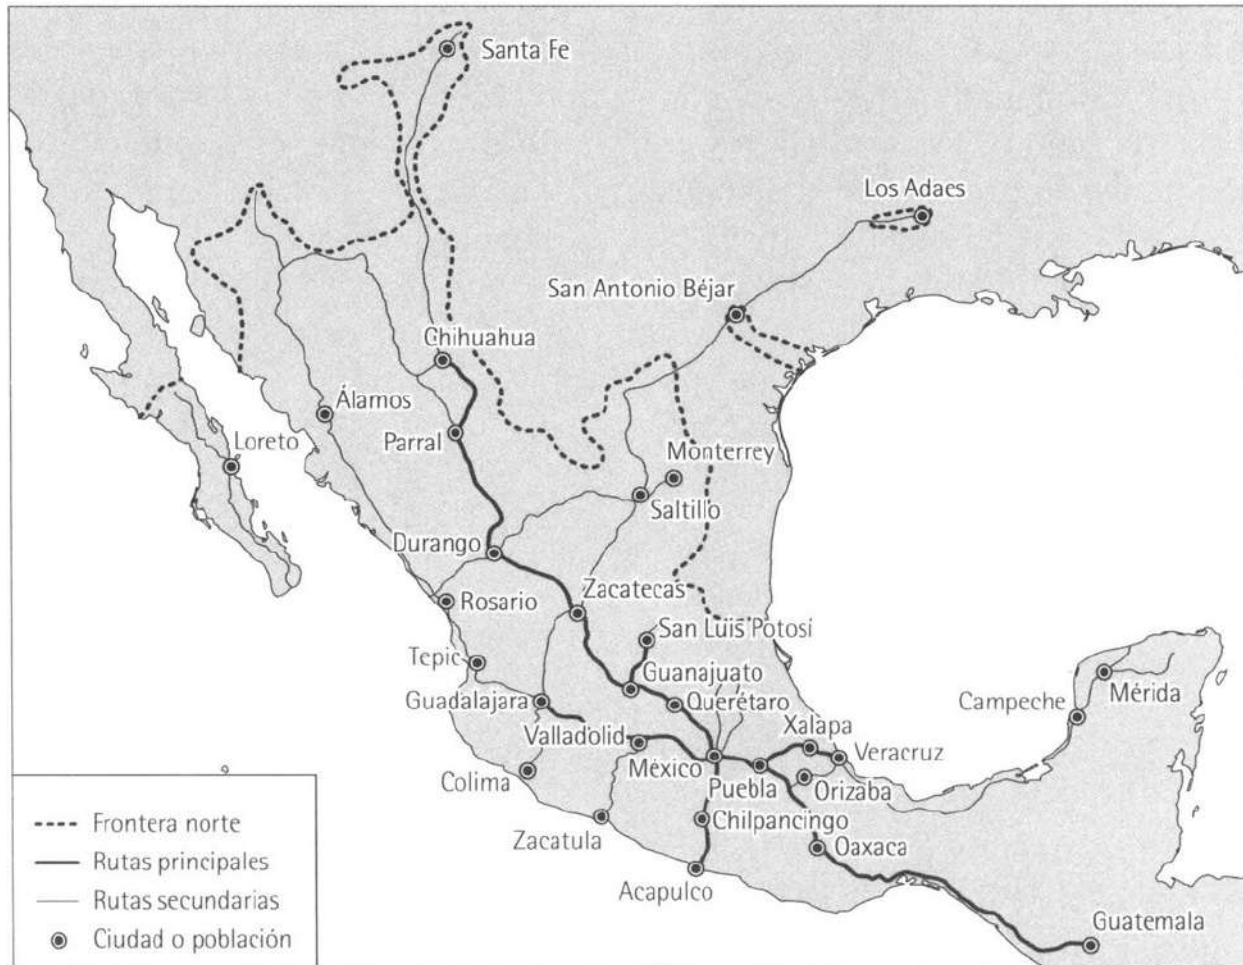 Santa Fe
Los Adaes
San Antonio Béjar
Chihuahua
Álamos
Parral
Loreto
Monterrey
Saltillo
Durango
Zacatecas
Rosario
San Luis Potosí
Tepic
Guanajuato
Guadalajara
Querétaro
Mérida
Campeche
Xalapa
Valladolid
Veracruz
México
Puebla
Colima
Orizaba
Zacatula
Chilpancingo
Oaxaca
Acapulco
Guatemala
Frontera norte
Rutas principales
Rutas secundarias
Ciudad o población